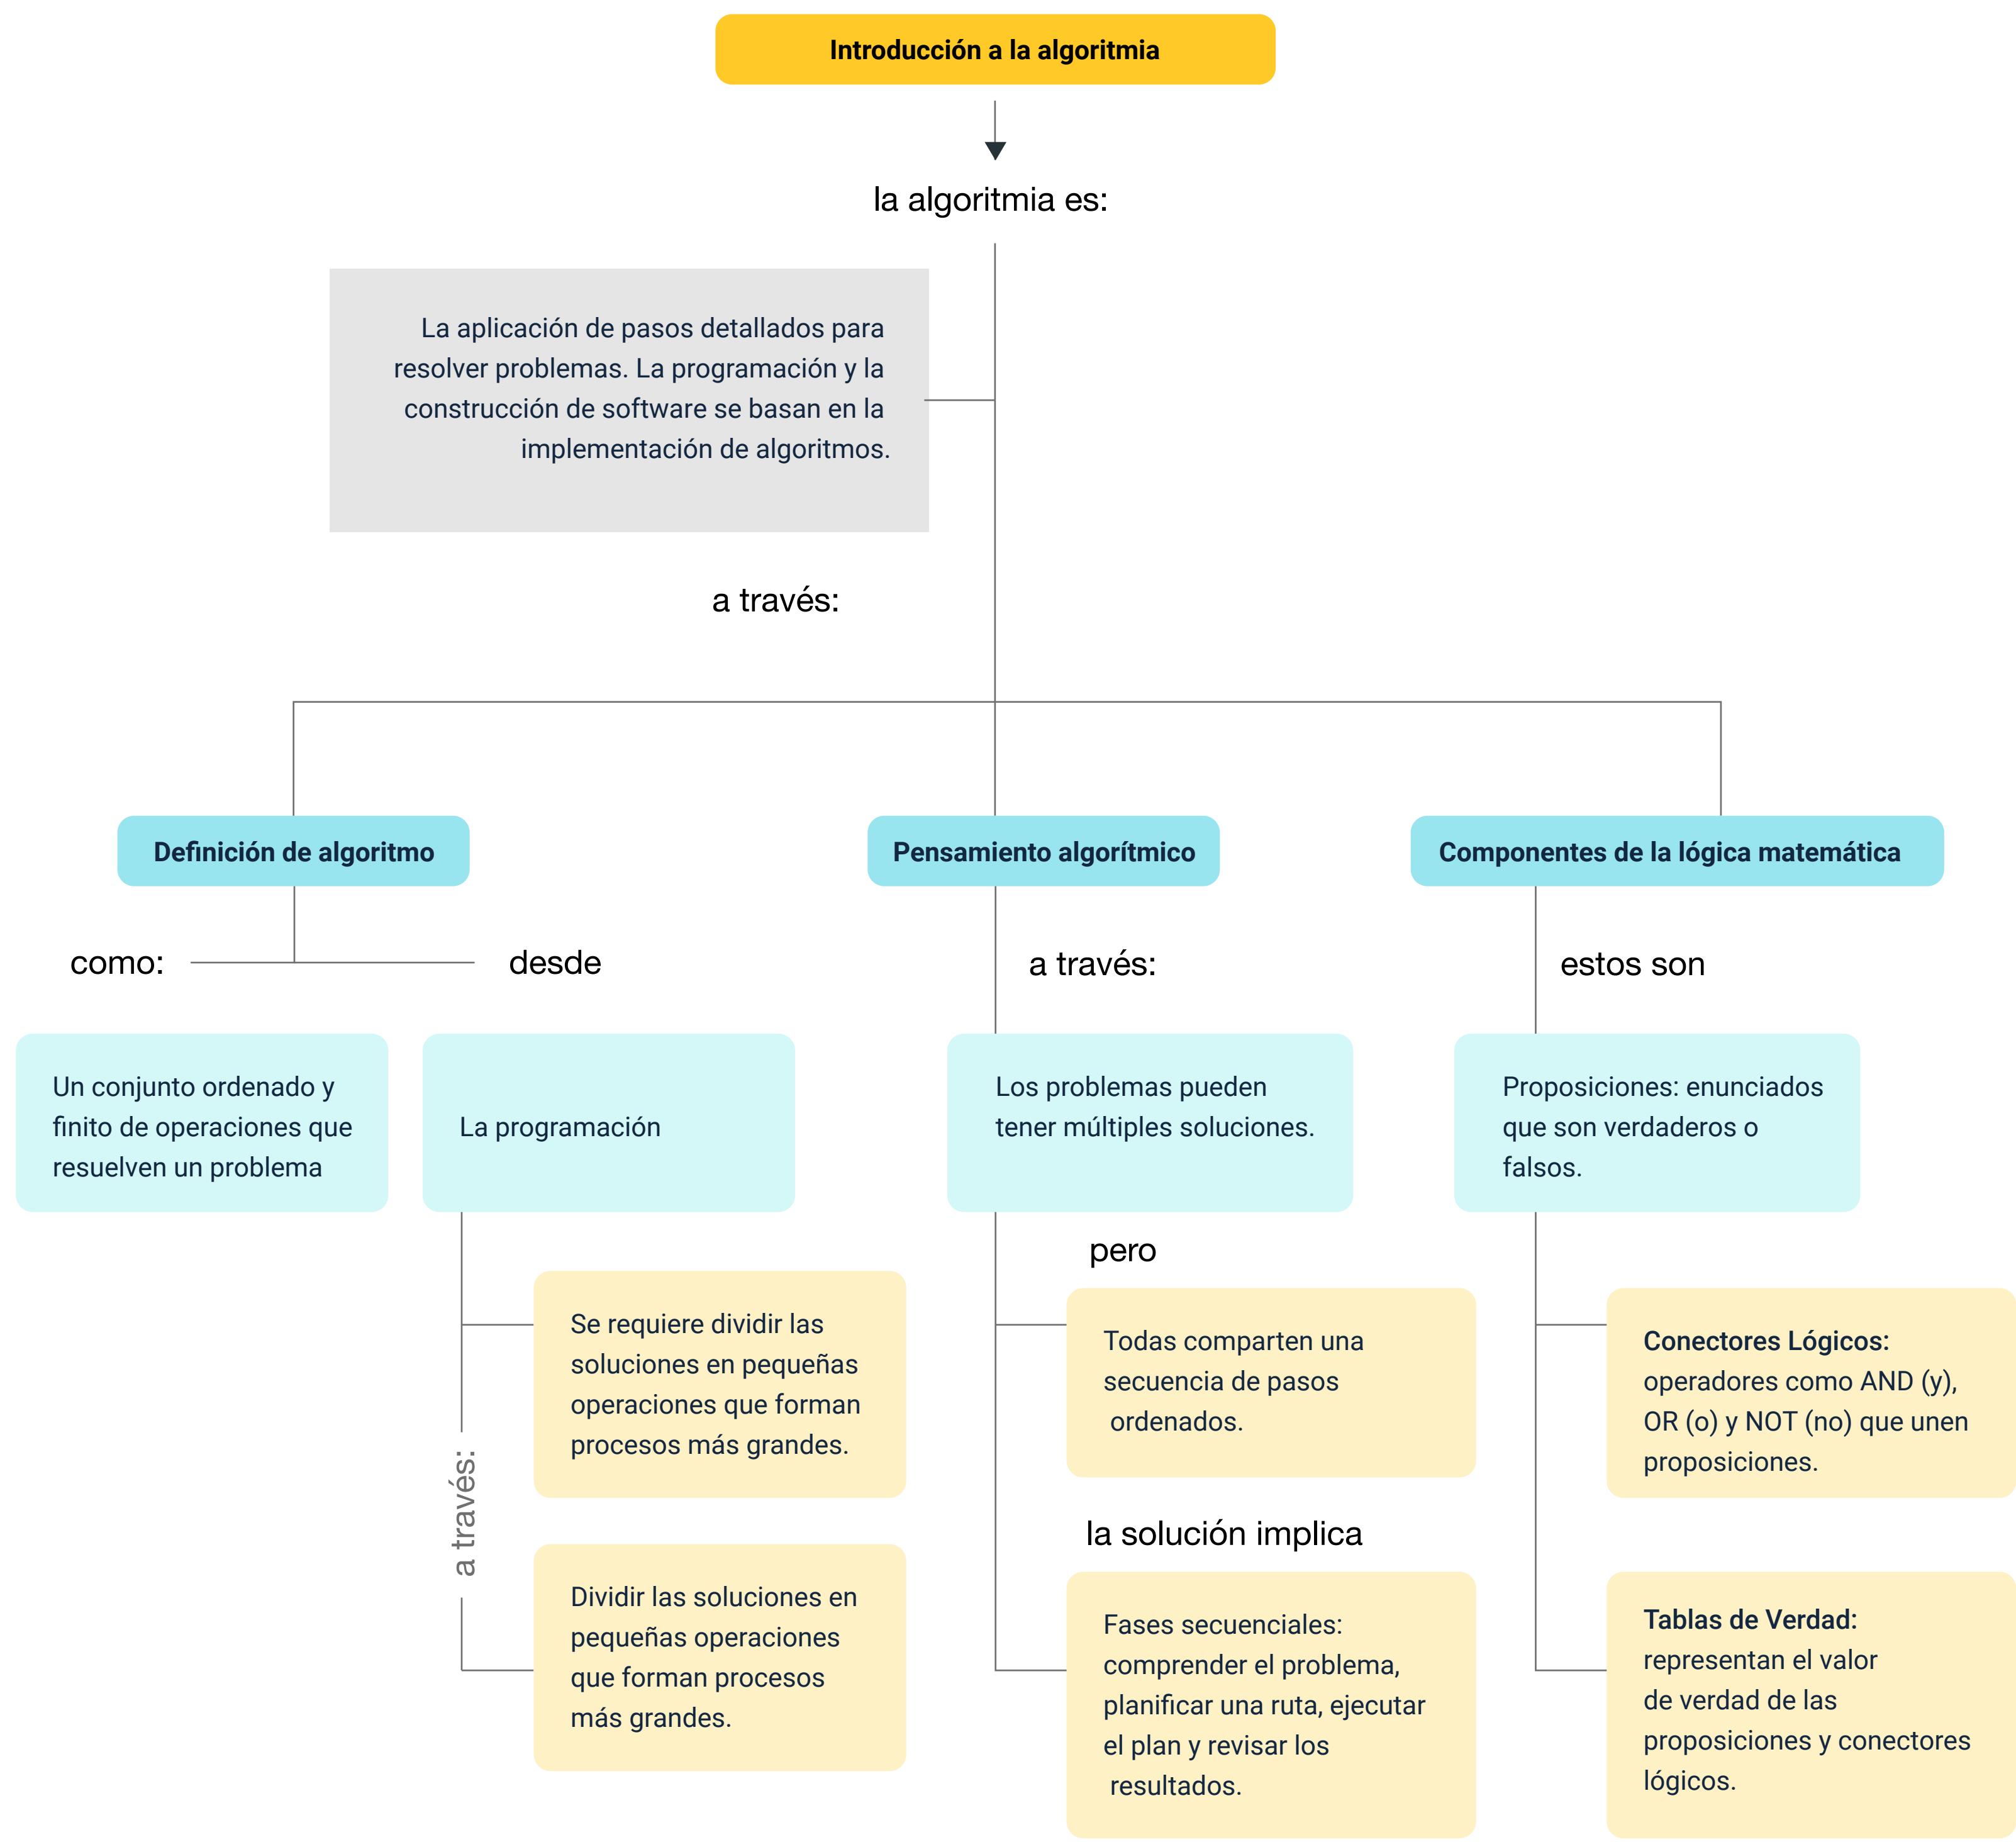 Introducción a la algoritmia
la algoritmia es:
La aplicación de pasos detallados para
resolver problemas. La programación y la
construcción de software se basan en la
implementación de algoritmos.
a través:
Definición de algoritmo
como:
desde
Un conjunto ordenado y
finito de operaciones que
resuelven un problema
La programación
a través:
Se requiere dividir las
soluciones en pequeñas
operaciones que forman
procesos más grandes.
Dividir las soluciones en
pequeñas operaciones
que forman procesos
más grandes.
Pensamiento algorítmico
a través:
Los problemas pueden
tener múltiples soluciones.
pero
Todas comparten una
secuencia de pasos
ordenados.
la solución implica
Fases secuenciales:
comprender el problema,
planificar una ruta, ejecutar
el plan y revisar los
resultados.
Componentes de la lógica matemática
estos son
Proposiciones: enunciados
que son verdaderos o
falsos.
Conectores Lógicos:
operadores como AND (y),
OR (o) y NOT (no) que unen
proposiciones.
Tablas de Verdad:
representan el valor
de verdad de las
proposiciones y conectores
lógicos.